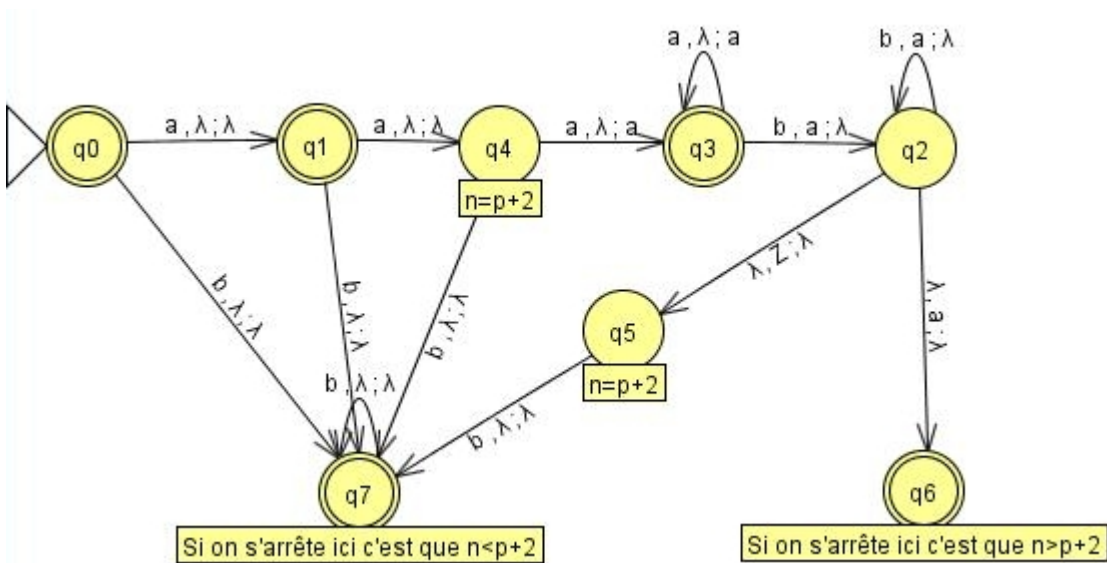 a , λ ; a
b , a ; λ
q0
a , λ ; λ
q1
a , λ ; λ
q4
a , λ ; a
q3
b , a ; λ
q2
n=p+2
b , λ ; λ
b , λ ; λ
b , λ ; λ
λ , Z ; λ
λ , a ; λ
q5
n=p+2
b , λ ; λ
b , λ ; λ
q7
q6
Si on s'arrête ici c'est que n<p+2
Si on s'arrête ici c'est que n>p+2